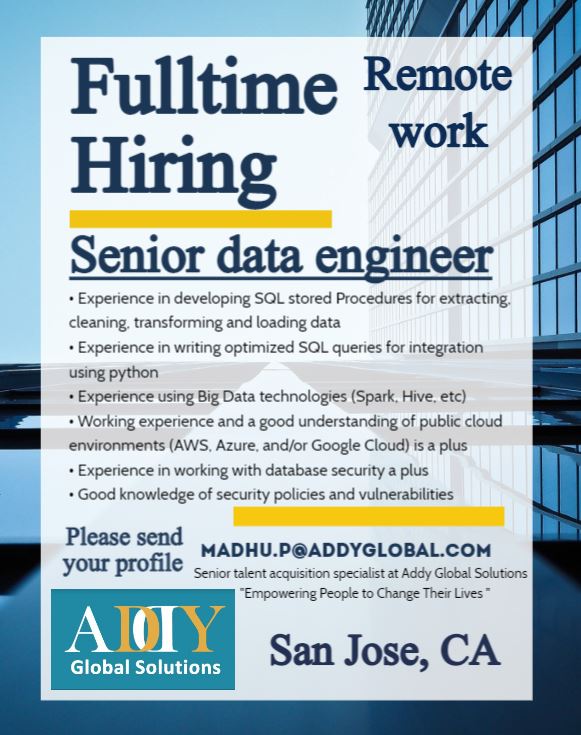 Fulltime
Hiring
Remote
work
Senior data engineer
• Experience in developing SQL stored Procedures for extracting,
cleaning, transforming and loading data
• Experience in writing optimized SQL queries for integration
using python
• Experience using Big Data technologies (Spark, Hive, etc)
• Working experience and a good understanding of public cloud
environments (AWS, Azure, and/or Google Cloud) is a plus
• Experience in working with database security a plus
• Good knowledge of security policies and vulnerabilities
Please send
your profile
MADHU.P@ADDYGLOBAL.COM
Senior talent acquisition specialist at Addy Global Solutions
"Empowering People to Change Their Lives "
ADDY
Global Solutions
San Jose, CA